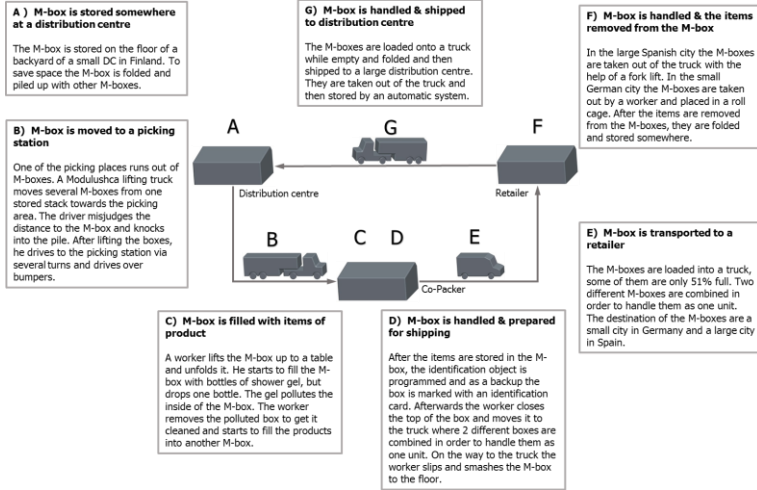 A ) M-box is stored somewhere
at a distribution centre
The M-box is stored on the floor of a
backyard of a small DC in Finland. To
save space the M-box is folded and
piled up with other M-boxes.
G) M-box is handled & shipped
to distribution centre
The M-boxes are loaded onto a truck
while empty and folded and then
shipped to a large distribution centre.
They are taken out of the truck and
then stored by an automatic system.
F) M-box is handled & the items
removed from the M-box
In the large Spanish city the M-boxes
are taken out of the truck with the
help of a fork lift. In the small
German city the M-boxes are taken
out by a worker and placed in a roll
cage. After the items are removed
from the M-boxes, they are folded
and stored somewhere.
B) M-box is moved to a picking
station
One of the picking places runs out of
M-boxes. A Modulushca lifting truck
moves several M-boxes from one
stored stack towards the picking
area. The driver misjudges the
distance to the M-box and knocks
into the pile. After lifting the boxes,
he drives to the picking station via
several turns and drives over
bumpers.
A
G
F
Distribution centre
Retailer
B
C
D
E
Co-Packer
E) M-box is transported to a
retailer
The M-boxes are loaded into a truck,
some of them are only 51% full. Two
different M-boxes are combined in
order to handle them as one unit.
The destination of the M-boxes are a
small city in Germany and a large city
in Spain.
C) M-box is filled with items of
product
A worker lifts the M-box up to a table
and unfolds it. He starts to fill the M-
box with bottles of shower gel, but
drops one bottle. The gel pollutes the
inside of the M-box. The worker
removes the polluted box to get it
cleaned and starts to fill the products
into another M-box.
D) M-box is handled & prepared
for shipping
After the items are stored in the M-
box, the identification object is
programmed and as a backup the
box is marked with an identification
card. Afterwards the worker closes
the top of the box and moves it to
the truck where 2 different boxes are
combined in order to handle them as
one unit. On the way to the truck the
worker slips and smashes the M-box
to the floor.